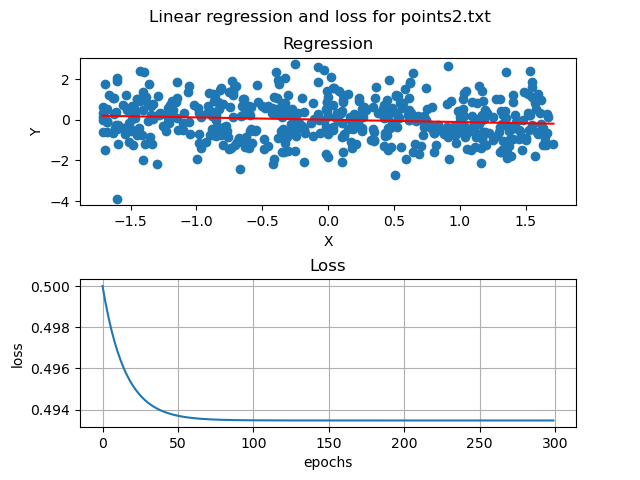 Linear regression and loss for points2.txt
Regression
2
0
−2
−4
Y
−1.5 −1.0 −0.5 0.0 0.5 1.0 1.5
X
Loss
0.500
0.498
0.496
0.494
loss
0 50 100 150 200 250 300
epochs